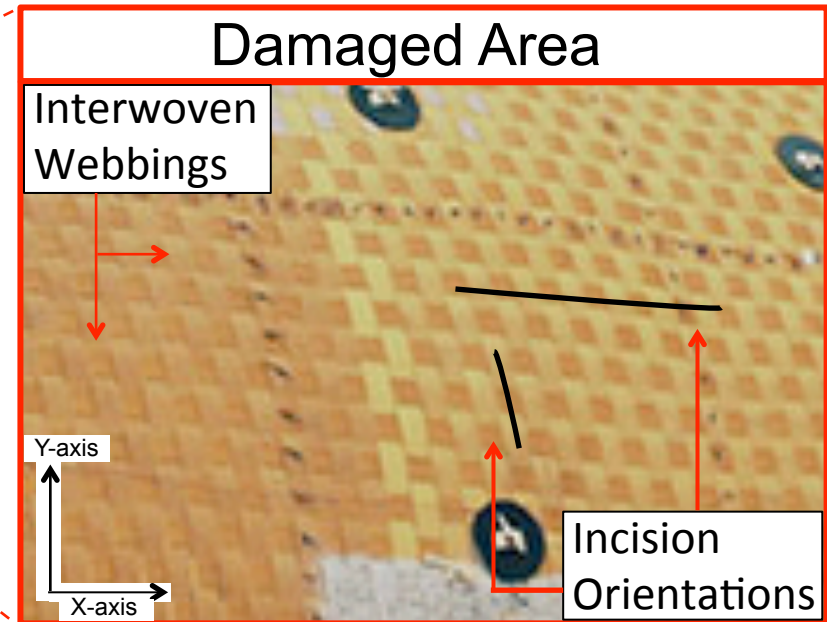 Damaged Area
Interwoven
Webbings
Y-axis
X-axis
Incision
Orientations